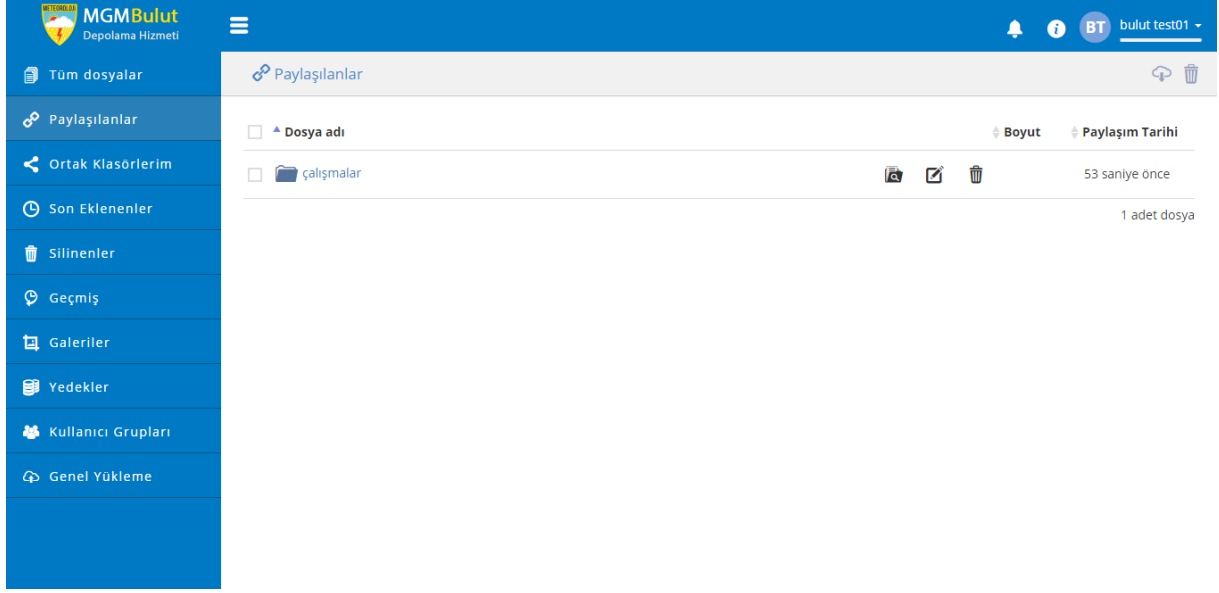 METEOROLOJİ
MGMBulut
Depolama Hizmeti
BT
bulut test01
Tüm dosyalar
Paylaşılanlar
Ortak Klasörlerim
Son Eklenenler
Silinenler
Geçmiş
Galeriler
Yedekler
Kullanıcı Grupları
Genel Yükleme
Paylaşılanlar
Dosya adı Boyut Paylaşım Tarihi
çalışmalar 53 saniye önce
1 adet dosya